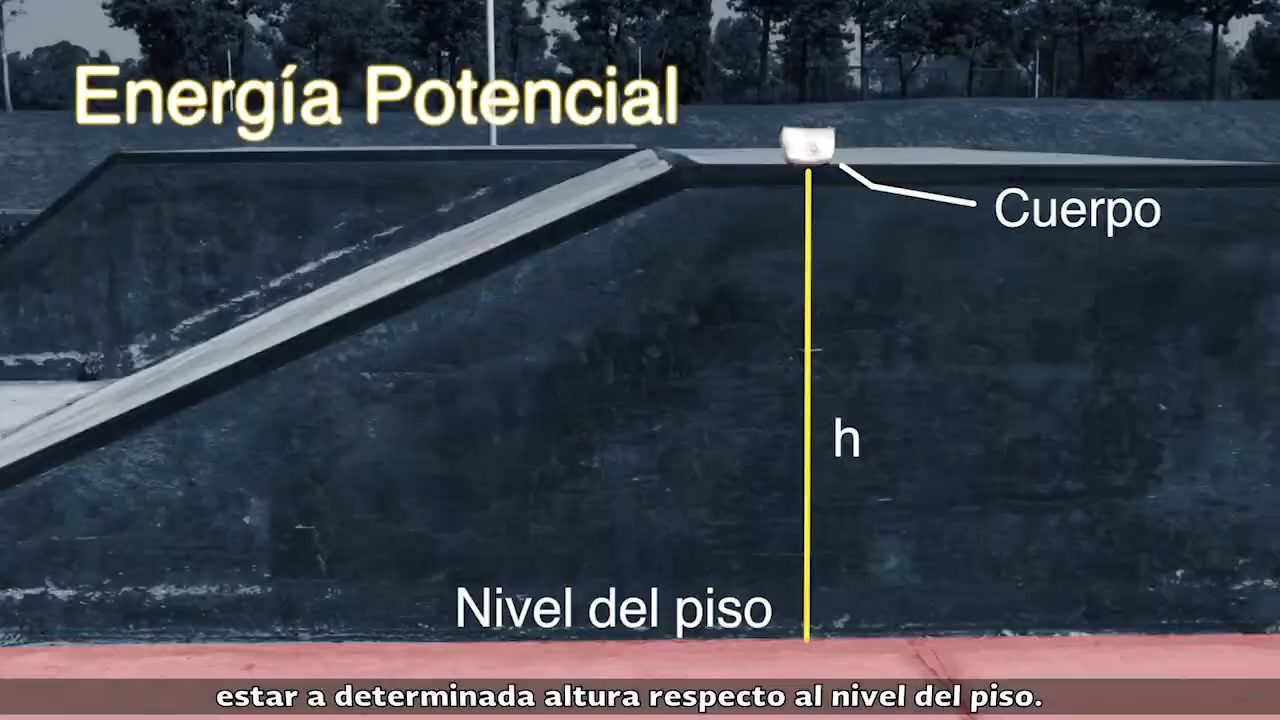 Energía Potencial
Cuerpo
h
Nivel del piso
estar a determinada altura respecto al nivel del piso.